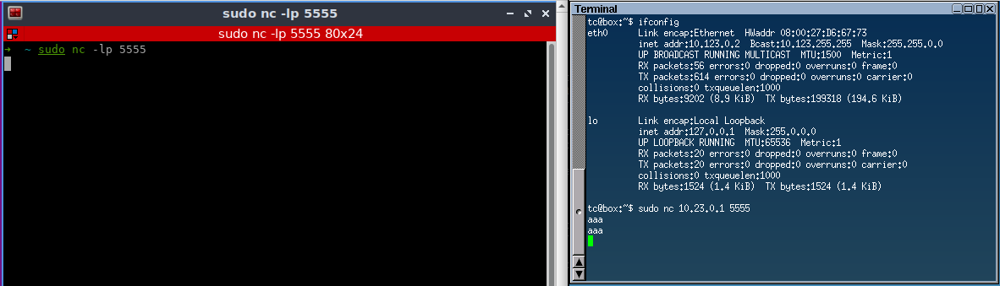 sudo nc -lp 5555
sudo nc -lp 5555 80x24
➜ ~ sudo nc -lp 5555
Terminal
tc@box:~$ ifconfig
eth0 Link encap:Ethernet HWaddr 08:00:27:D6:67:73
inet addr:10.123.0.2 Bcast:10.123.255.255 Mask:255.255.0.0
UP BROADCAST RUNNING MULTICAST MTU:1500 Metric:1
RX packets:56 errors:0 dropped:0 overruns:0 frame:0
TX packets:614 errors:0 dropped:0 overruns:0 carrier:0
collisions:0 txqueuelen:1000
RX bytes:9202 (8.9 KiB) TX bytes:199318 (194.6 KiB)
lo Link encap:Local Loopback
inet addr:127.0.0.1 Mask:255.0.0.0
UP LOOPBACK RUNNING MTU:65536 Metric:1
RX packets:20 errors:0 dropped:0 overruns:0 frame:0
TX packets:20 errors:0 dropped:0 overruns:0 carrier:0
collisions:0 txqueuelen:1000
RX bytes:1524 (1.4 KiB) TX bytes:1524 (1.4 KiB)
tc@box:~$ sudo nc 10.23.0.1 5555
aaa
aaa